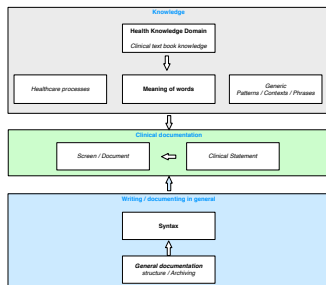 Knowledge
Health Knowledge Domain
Clinical text book knowledge
Healthcare processes
Meaning of words
Generic
Patterns / Contexts / Phrases
Clinical documentation
Screen / Document
Clinical Statement
Writing / documenting in general
Syntax
General documentation
structure / Archiving